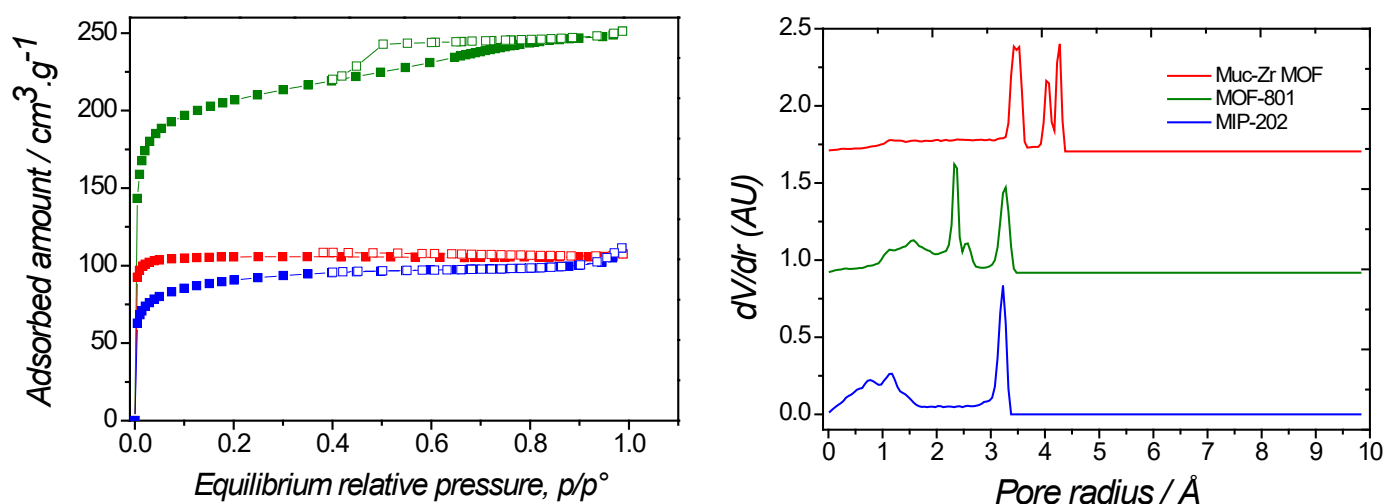 Adsorbed amount / cm³.g⁻¹
250
200
150
100
50
0
0.0 0.2 0.4 0.6 0.8 1.0
Equilibrium relative pressure, p/p°
dV/dr (AU)
2.5
2.0
1.5
1.0
0.5
0.0
Muc-Zr MOF
MOF-801
MIP-202
0 1 2 3 4 5 6 7 8 9 10
Pore radius / Å